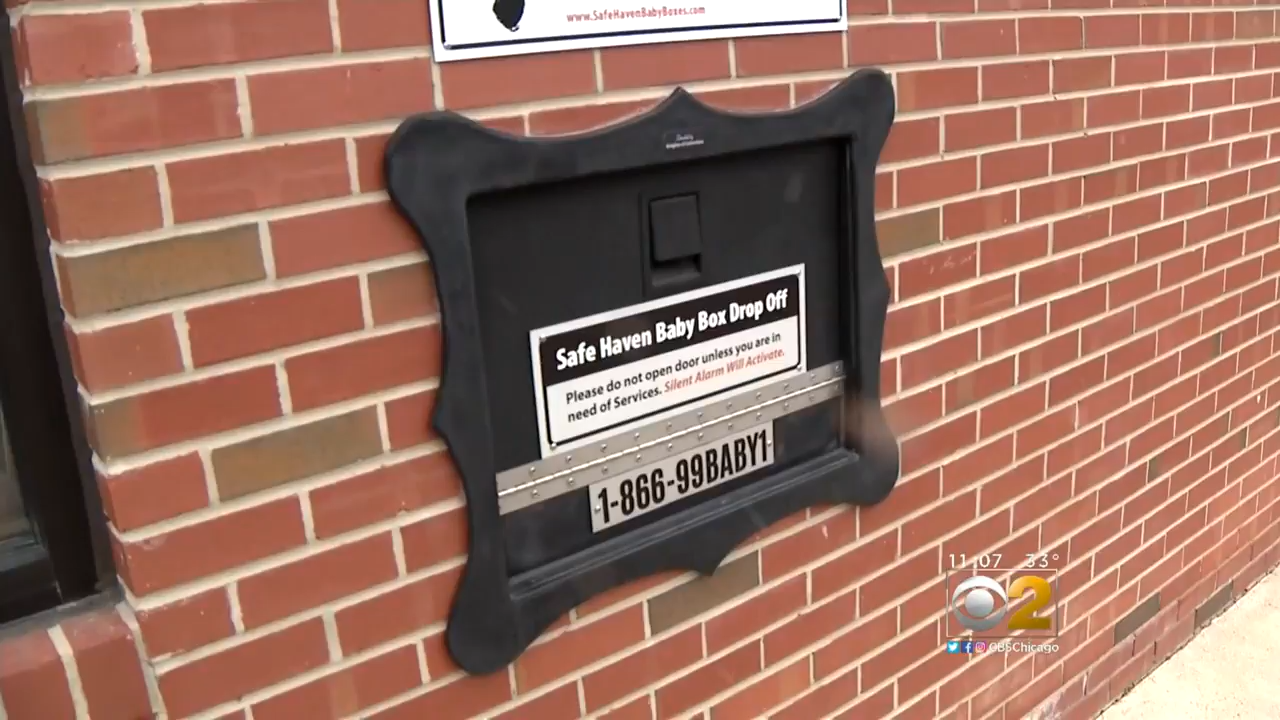 www.SafeHavenBabyBoxes.com
Safe Haven Baby Box Drop Off
Please do not open door unless you are in
need of Services. Silent Alarm Will Activate.
1-866-99BABY1
11:07 33°
2
@CBSChicago